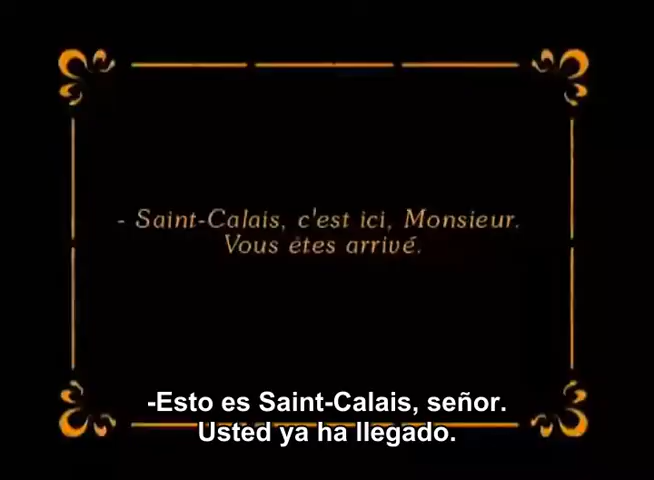 - Saint-Calais, c'est ici, Monsieur.
Vous êtes arrivé.
-Esto es Saint-Calais, señor.
Usted ya ha llegado.